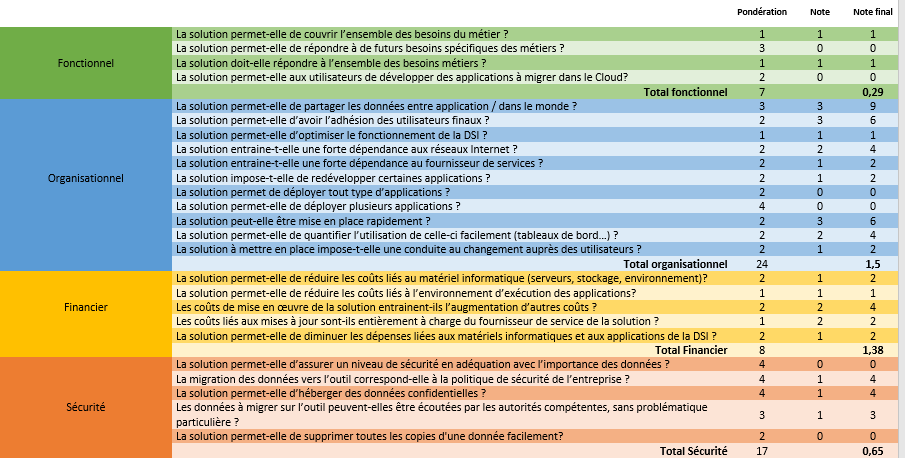 Pondération Note Note final
La solution permet-elle de couvrir l'ensemble des besoins du métier ? 1 1 1
La solution permet-elle de répondre à de futurs besoins spécifiques des métiers ? 3 0 0
Fonctionnel La solution doit-elle répondre à l'ensemble des besoins métiers ? 1 1 1
La solution permet-elle aux utilisateurs de développer des applications à migrer dans le Cloud? 2 0 0
Total fonctionnel 7 0,29
La solution permet-elle de partager les données entre application / dans le monde ? 3 3 9
La solution permet-elle d'avoir l'adhésion des utilisateurs finaux ? 2 3 6
La solution permet-elle d'optimiser le fonctionnement de la DSI ? 1 1 1
La solution entraine-t-elle une forte dépendance aux réseaux Internet ? 2 2 4
La solution entraine-t-elle une forte dépendance au fournisseur de services ? 2 1 2
Organisationnel La solution impose-t-elle de redévelopper certaines applications ? 2 1 2
La solution permet de déployer tout type d'applications ? 2 0 0
La solution permet-elle de déployer plusieurs applications ? 4 0 0
La solution peut-elle être mise en place rapidement ? 2 3 6
La solution permet-elle de quantifier l'utilisation de celle-ci facilement (tableaux de bord...) ? 2 2 4
La solution à mettre en place impose-t-elle une conduite au changement auprès des utilisateurs ? 2 1 2
Total organisationnel 24 1,5
La solution permet-elle de réduire les coûts liés au matériel informatique (serveurs, stockage, environnement)? 2 1 2
La solution permet-elle de réduire les coûts liés à l'environnement d'exécution des applications? 1 1 1
Financier Les coûts de mise en œuvre de la solution entrainent-ils l'augmentation d'autres coûts ? 2 2 4
Les coûts liés aux mises à jour sont-ils entièrement à charge du fournisseur de service de la solution ? 1 2 2
La solution permet-elle de diminuer les dépenses liées aux matériels informatiques et aux applications de la DSI ? 2 1 2
Total Financier 8 1,38
La solution permet-elle d'assurer un niveau de sécurité en adéquation avec l'importance des données ? 4 0 0
La migration des données vers l'outil correspond-elle à la politique de sécurité de l'entreprise ? 4 1 4
La solution permet-elle d'héberger des données confidentielles ? 4 1 4
Sécurité Les données à migrer sur l'outil peuvent-elles être écoutées par les autorités compétentes, sans problématique
particulière ? 3 1 3
La solution permet-elle de supprimer toutes les copies d'une donnée facilement? 2 0 0
Total Sécurité 17 0,65